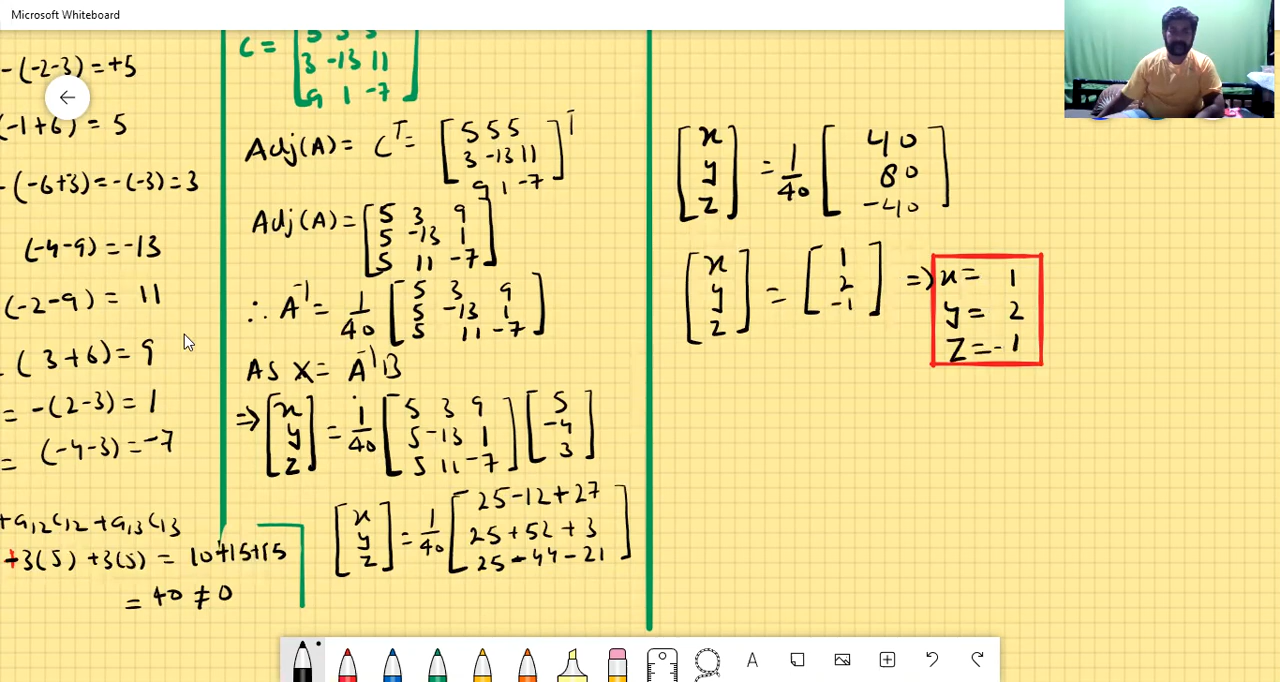 Microsoft Whiteboard
-(-2-3) = +5
(-1+6) = 5
-(-6+3) = -(-3) = 3
(-4-9) = -13
(-2-9) = 11
(3+6) = 9
= -(2-3) = 1
= (-4-3) = -7
+a12C12 + a13C13
+3(5) + 3(5) = 10+15+15
= 40 ≠ 0
C = [5 5 5
3 -13 11
9 1 -7]
Adj(A) = C^T = [5 5 5
3 -13 11
9 1 -7]^T
Adj(A) = [5 3 9
5 -13 1
5 11 -7]
∴ A^-1 = 1/40 [5 3 9
5 -13 1
5 11 -7]
As X = A^-1 B
=> [x y z] = 1/40 [5 3 9
5 -13 1
5 11 -7] [5 -4 3]
[x y z] = 1/40 [25-12+27
25+52+3
25-44-21]
[x y z] = 1/40 [40 80 -40]
[x y z] = [1 2 -1] => x = 1
y = 2
z = -1
A